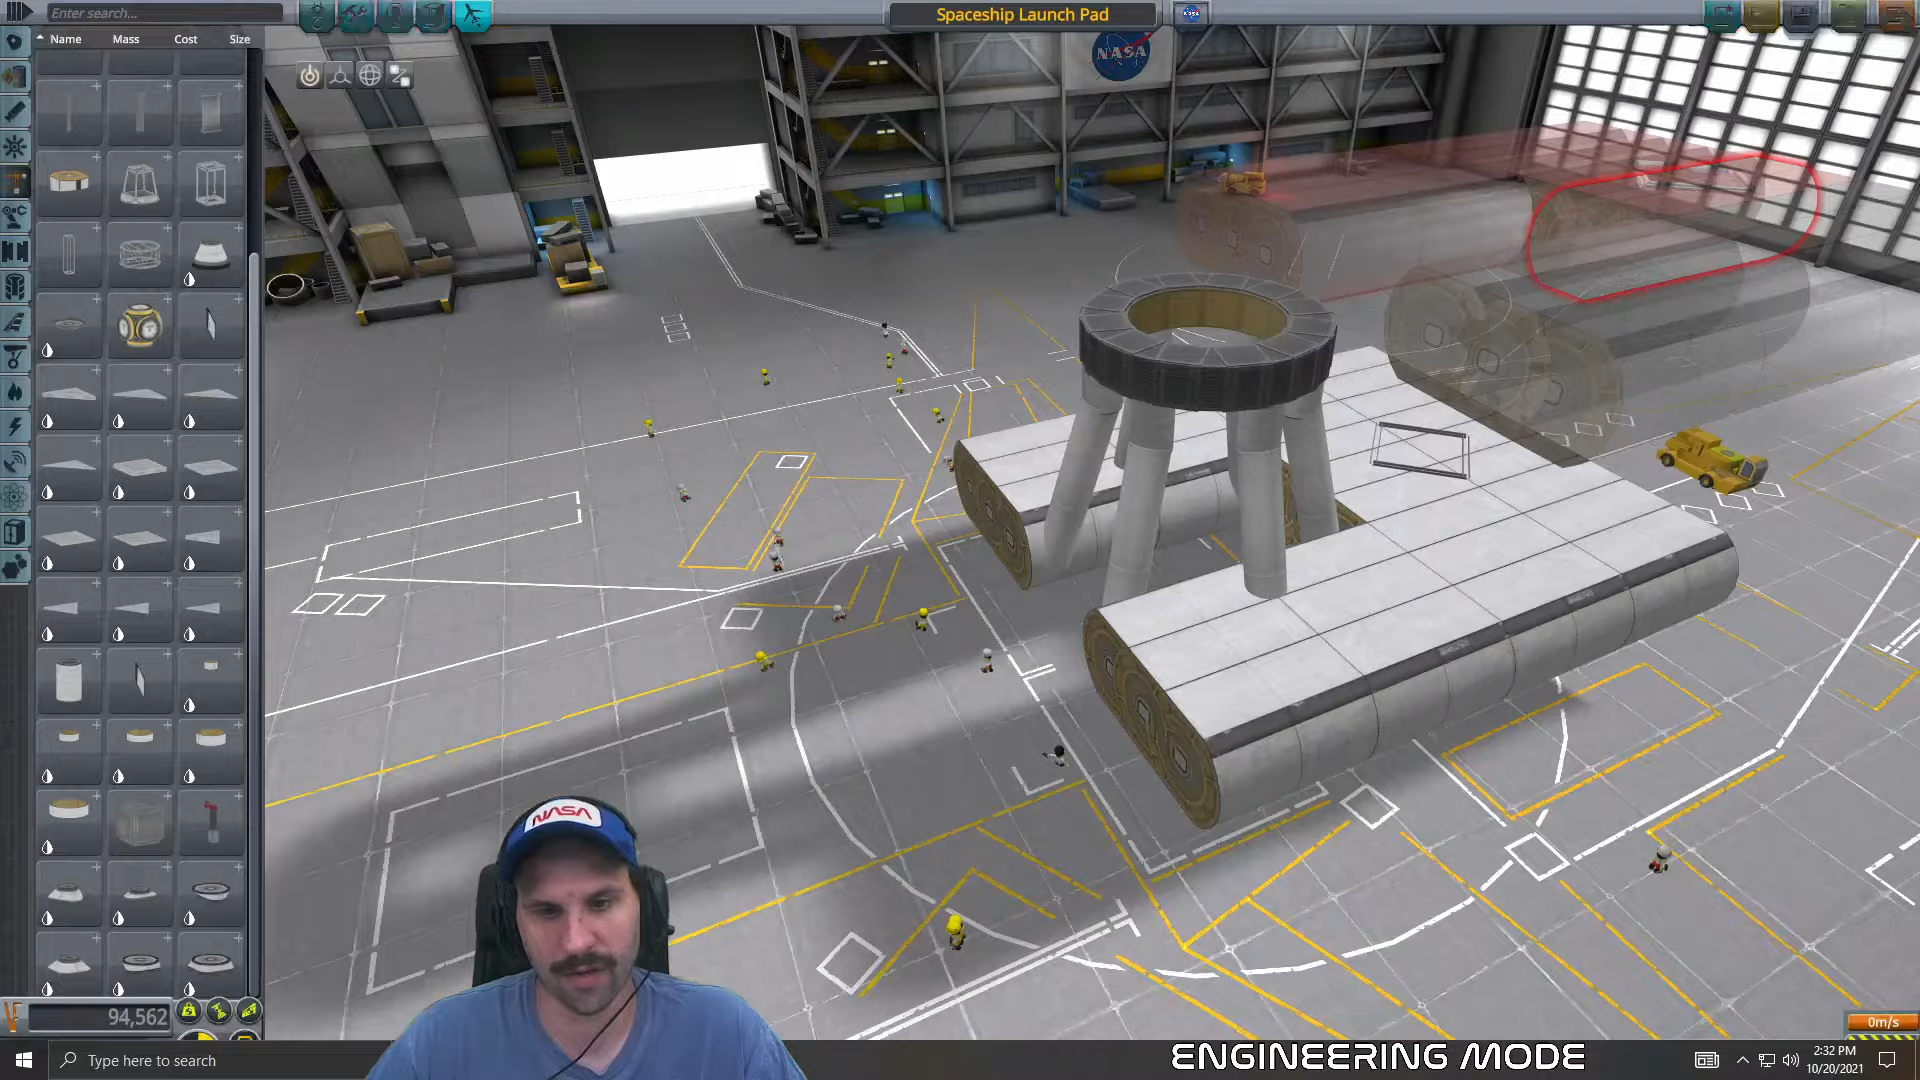 Enter search...
Spaceship Launch Pad
Name Mass Cost Size
NASA
NASA
94,562
0m/s
Type here to search
ENGINEERING MODE
2:32 PM
10/20/2021